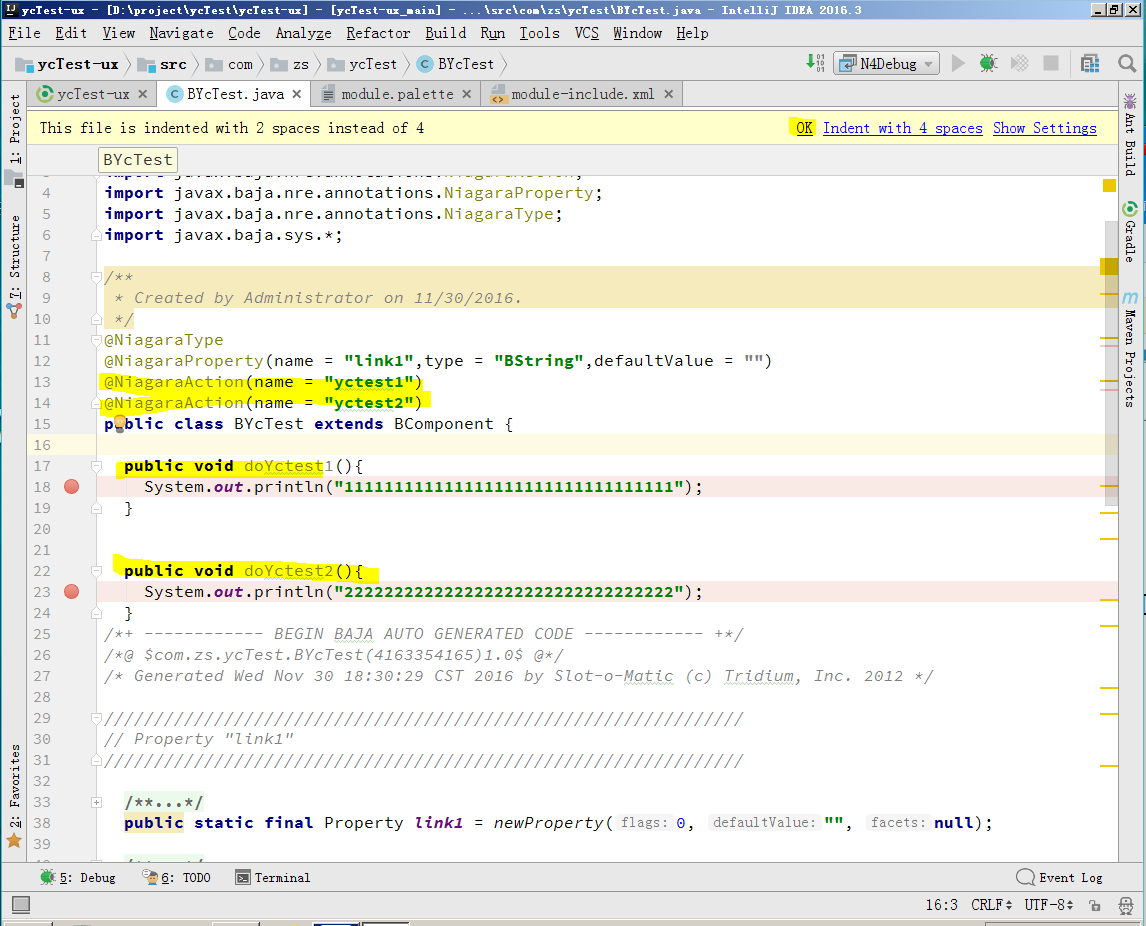 ycTest-ux - [D:\project\ycTest\ycTest-ux] - [ycTest-ux_main] - ...\src\com\zs\ycTest\BYcTest.java - IntelliJ IDEA 2016.3
File Edit View Navigate Code Analyze Refactor Build Run Tools VCS Window Help
ycTest-ux src com zs ycTest BYcTest N4Debug
ycTest-ux BYcTest.java module.palette module-include.xml
This file is indented with 2 spaces instead of 4 OK Indent with 4 spaces Show Settings
BYcTest
4 import javax.baja.nre.annotations.NiagaraProperty;
5 import javax.baja.nre.annotations.NiagaraType;
6 import javax.baja.sys.*;
7
8 /**
9 * Created by Administrator on 11/30/2016.
10 */
11 @NiagaraType
12 @NiagaraProperty(name = "link1",type = "BString",defaultValue = "")
13 @NiagaraAction(name = "yctest1")
14 @NiagaraAction(name = "yctest2")
15 public class BYcTest extends BComponent {
16
17 public void doYctest1(){
18 System.out.println("111111111111111111111111111111111");
19 }
20
21
22 public void doYctest2(){
23 System.out.println("222222222222222222222222222222222");
24 }
25 /*+ ------------ BEGIN BAJA AUTO GENERATED CODE ------------ +*/
26 /*@ $com.zs.ycTest.BYcTest(4163354165)1.0$ @*/
27 /* Generated Wed Nov 30 18:30:29 CST 2016 by Slot-o-Matic (c) Tridium, Inc. 2012 */
28
29 ////////////////////////////////////////////////////////////////
30 // Property "link1"
31 ////////////////////////////////////////////////////////////////
32
33 /**...*/
38 public static final Property link1 = newProperty( flags: 0, defaultValue: "", facets: null);
39
1: Project
7: Structure
2: Favorites
Ant Build
Gradle
Maven Projects
5: Debug 6: TODO Terminal Event Log
16:3 CRLF UTF-8